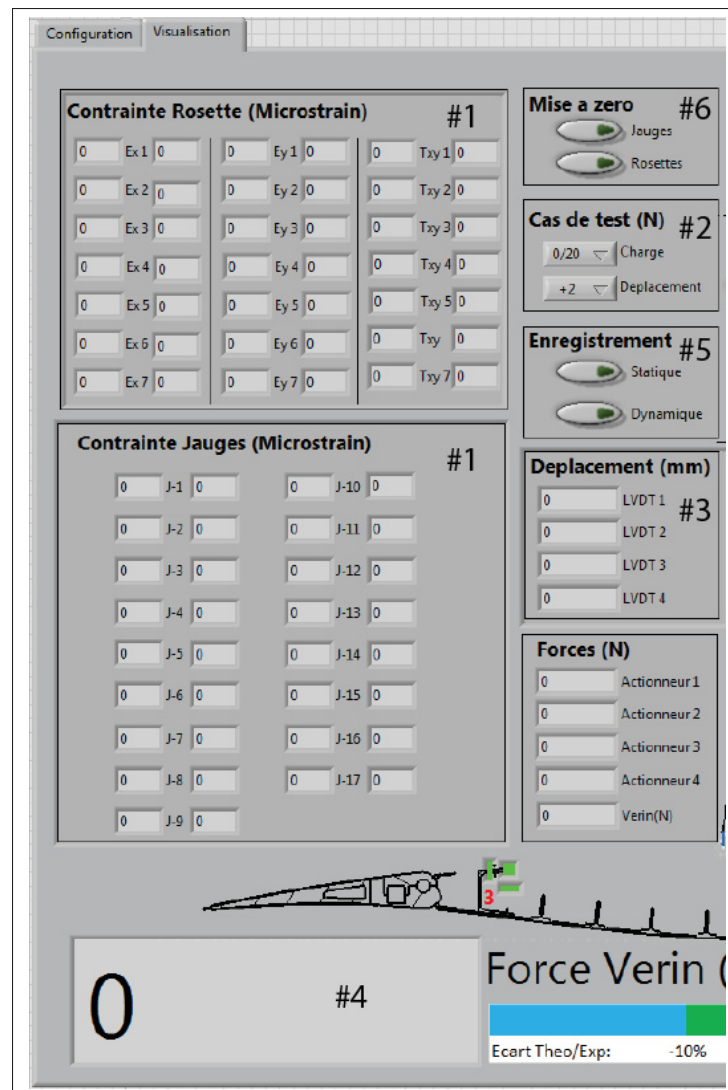 Configuration Visualisation
Contrainte Rosette (Microstrain) #1
0 Ex 1 0 0 Ey 1 0 0 Txy 1 0
0 Ex 2 0 0 Ey 2 0 0 Txy 2 0
0 Ex 3 0 0 Ey 3 0 0 Txy 3 0
0 Ex 4 0 0 Ey 4 0 0 Txy 4 0
0 Ex 5 0 0 Ey 5 0 0 Txy 5 0
0 Ex 6 0 0 Ey 6 0 0 Txy 0
0 Ex 7 0 0 Ey 7 0 0 Txy 7 0
Contrainte Jauges (Microstrain) #1
0 J-1 0 0 J-10 0
0 J-2 0 0 J-11 0
0 J-3 0 0 J-12 0
0 J-4 0 0 J-13 0
0 J-5 0 0 J-14 0
0 J-6 0 0 J-15 0
0 J-7 0 0 J-16 0
0 J-8 0 0 J-17 0
0 J-9 0
Mise a zero #6
Jauges
Rosettes
Cas de test (N) #2
0/20 Charge
+2 Deplacement
Enregistrement #5
Statique
Dynamique
Deplacement (mm)
0 LVDT 1 #3
0 LVDT 2
0 LVDT 3
0 LVDT 4
Forces (N)
0 Actionneur 1
0 Actionneur 2
0 Actionneur 3
0 Actionneur 4
0 Verin(N)
3
0 #4
Force Verin (
Ecart Theo/Exp: -10%